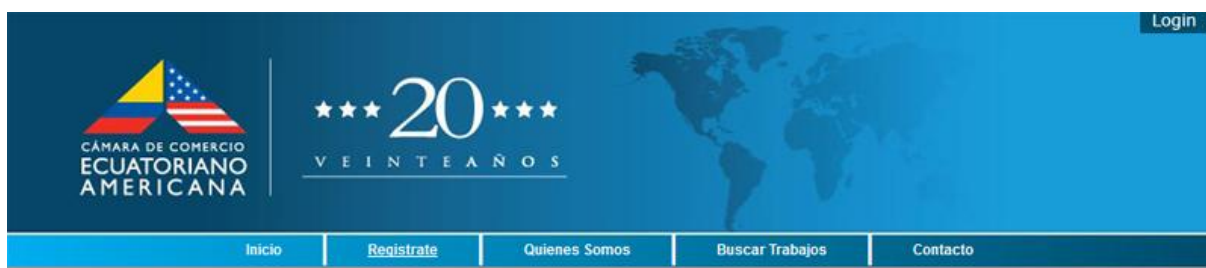 Login
CÁMARA DE COMERCIO
ECUATORIANO
AMERICANA
20
VEINTEAÑOS
Inicio Registrate Quienes Somos Buscar Trabajos Contacto